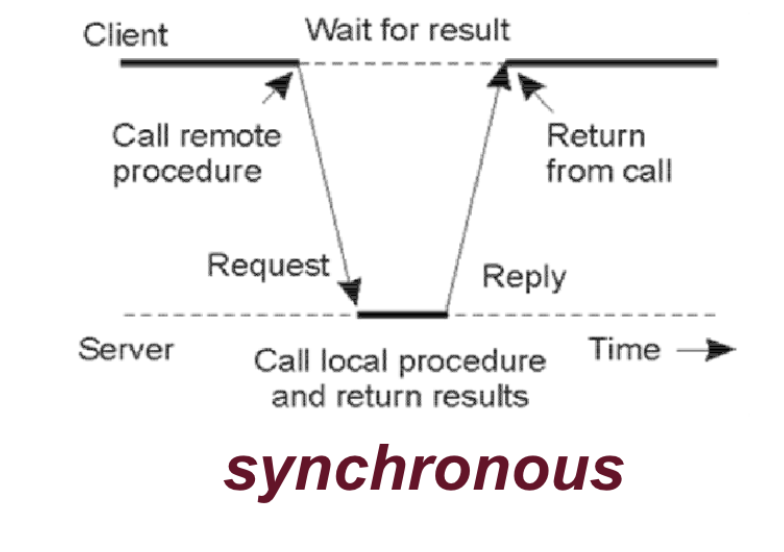 Client
Wait for result
Call remote
procedure
Return
from call
Request
Reply
Server
Call local procedure
and return results
Time
synchronous